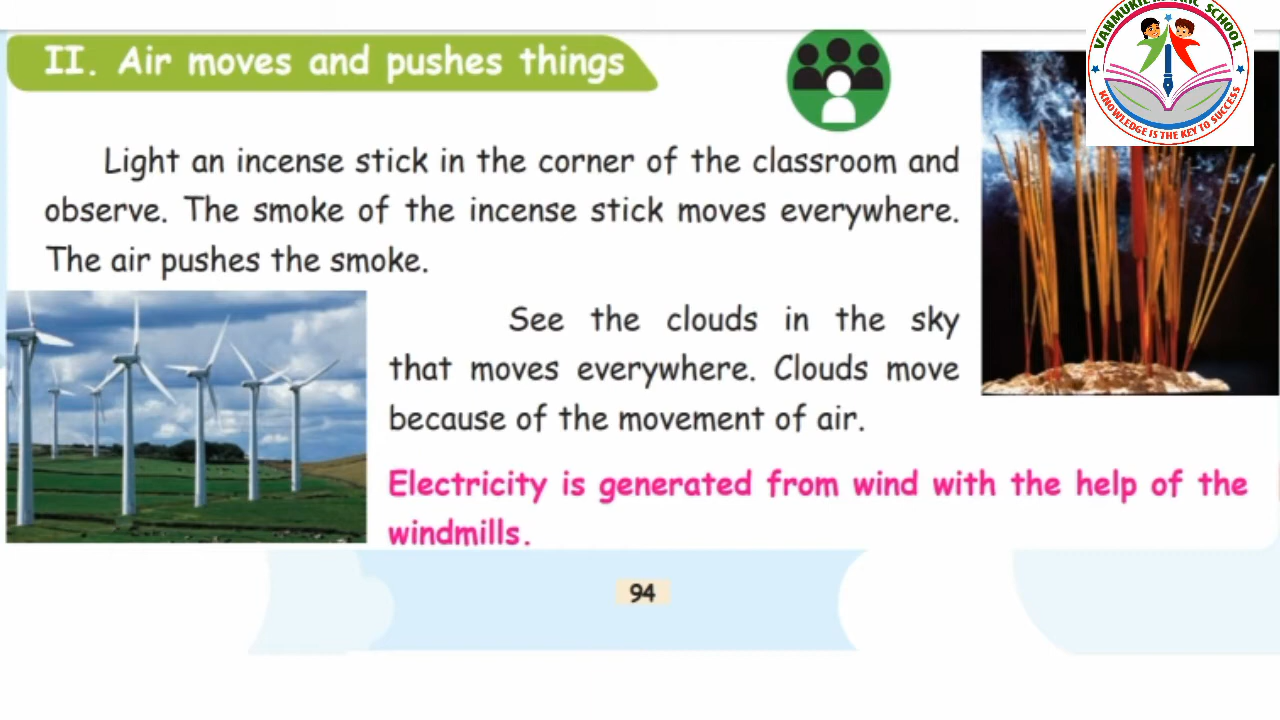 II. Air moves and pushes things
Light an incense stick in the corner of the classroom and
observe. The smoke of the incense stick moves everywhere.
The air pushes the smoke.
See the clouds in the sky
that moves everywhere. Clouds move
because of the movement of air.
Electricity is generated from wind with the help of the
windmills.
94
SCHOOL
KNOWLEDGE IS THE KEY TO SUCCESS